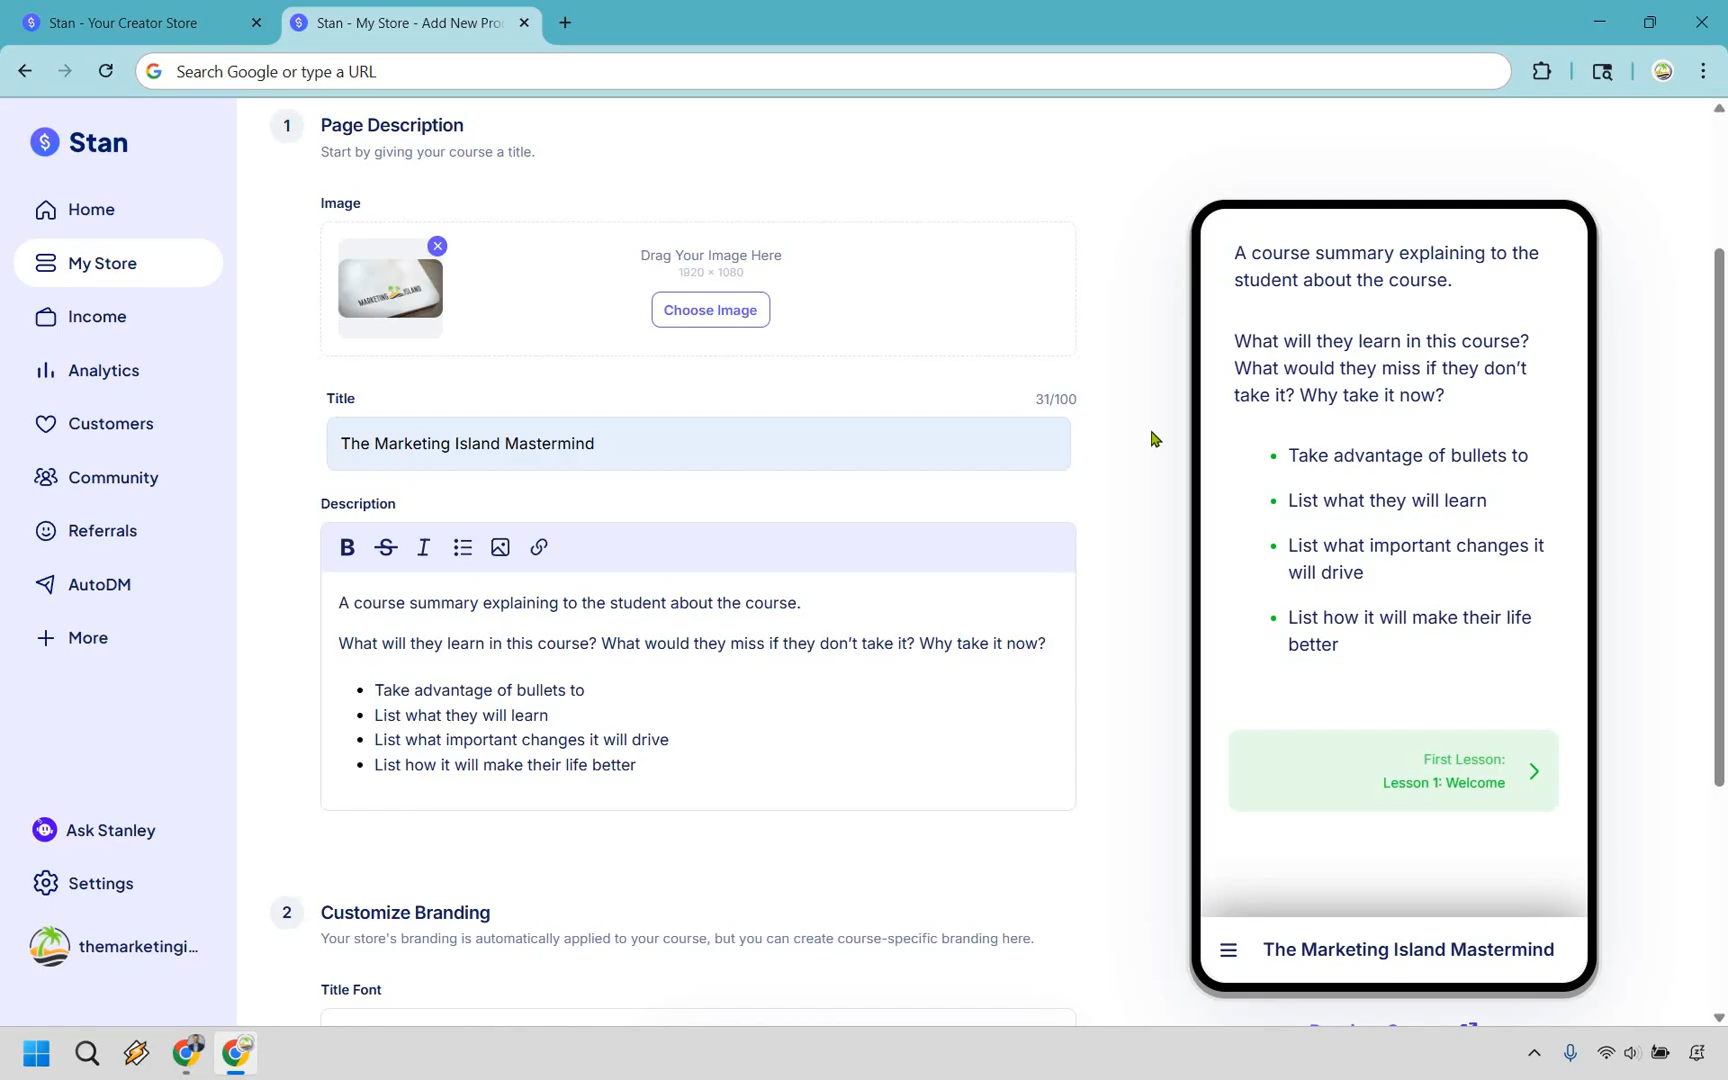 Stan - Your Creator Store
Stan - My Store - Add New Pro
Search Google or type a URL
Stan
Home
My Store
Income
Analytics
Customers
Community
Referrals
AutoDM
More
Ask Stanley
Settings
themarketingi...
1
Page Description
Start by giving your course a title.
Image
MARKETING ISLAND
Drag Your Image Here
1920 × 1080
Choose Image
Title
31/100
The Marketing Island Mastermind
Description
B S I
A course summary explaining to the student about the course.
What will they learn in this course? What would they miss if they don’t take it? Why take it now?
• Take advantage of bullets to
• List what they will learn
• List what important changes it will drive
• List how it will make their life better
2
Customize Branding
Your store's branding is automatically applied to your course, but you can create course-specific branding here.
Title Font
A course summary explaining to the
student about the course.
What will they learn in this course?
What would they miss if they don’t
take it? Why take it now?
• Take advantage of bullets to
• List what they will learn
• List what important changes it
will drive
• List how it will make their life
better
First Lesson:
Lesson 1: Welcome
The Marketing Island Mastermind